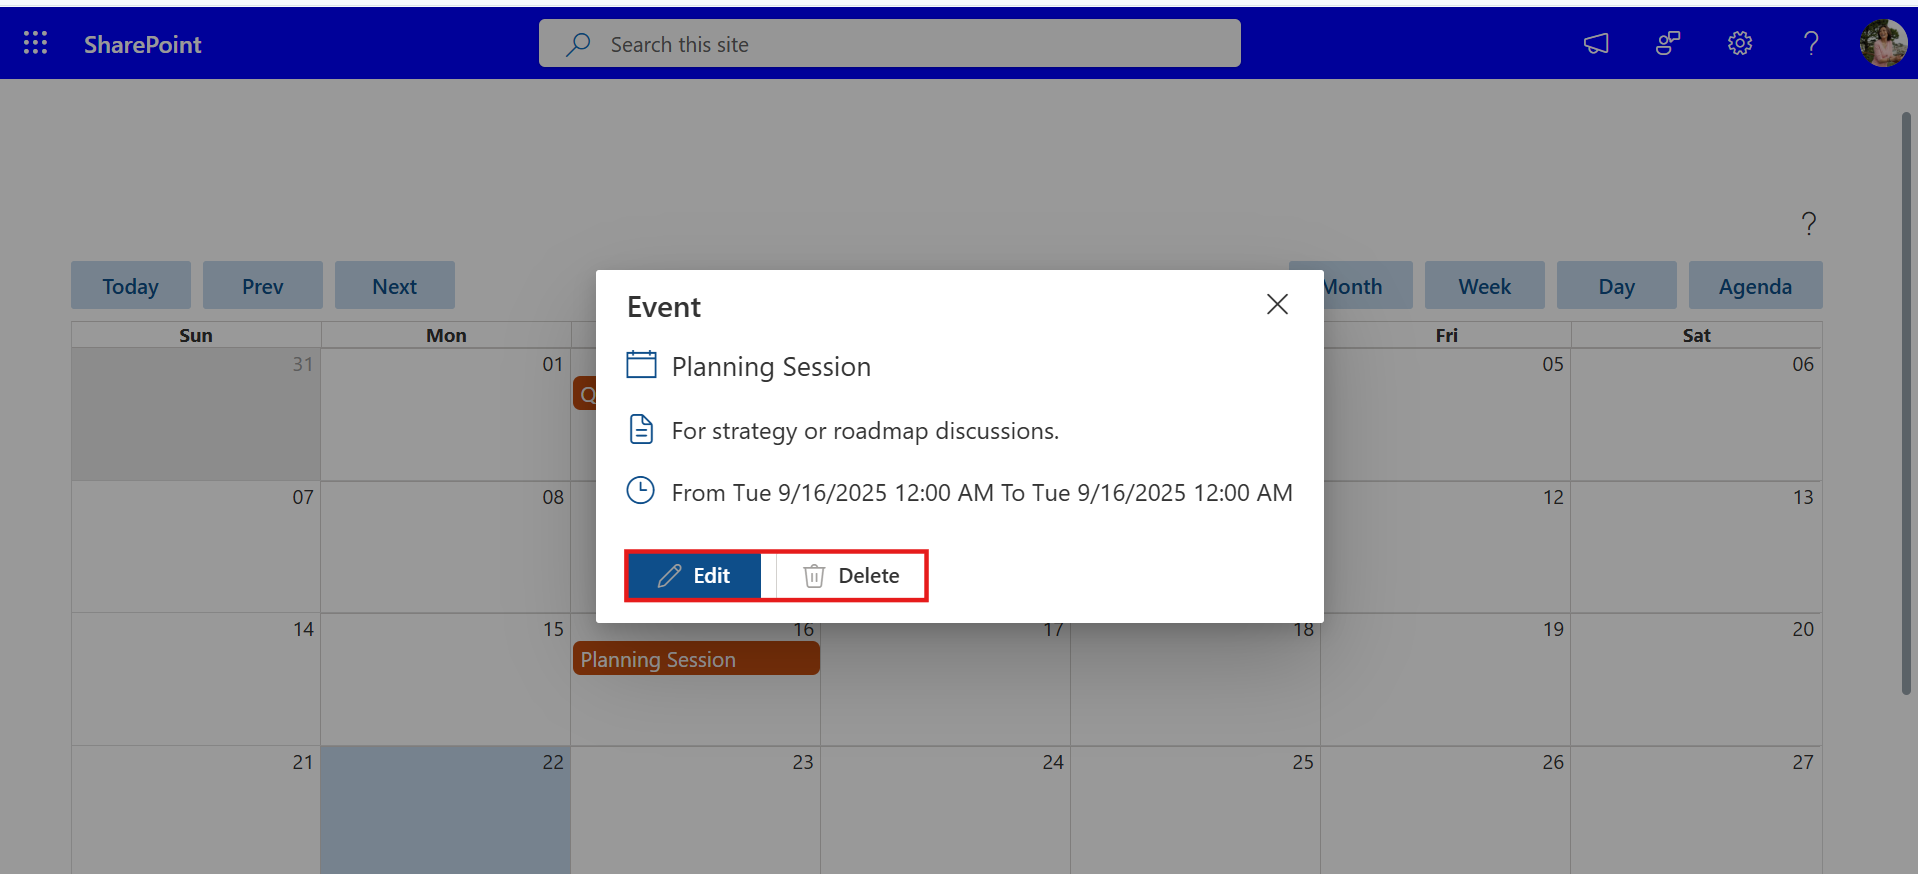 SharePoint
Search this site
?
?
Today Prev Next Month Week Day Agenda
Event
Planning Session
For strategy or roadmap discussions.
From Tue 9/16/2025 12:00 AM To Tue 9/16/2025 12:00 AM
Edit Delete
Sun Mon Fri Sat
31 01 05 06
Q
07 08 12 13
14 15 16 17 18 19 20
Planning Session
21 22 23 24 25 26 27